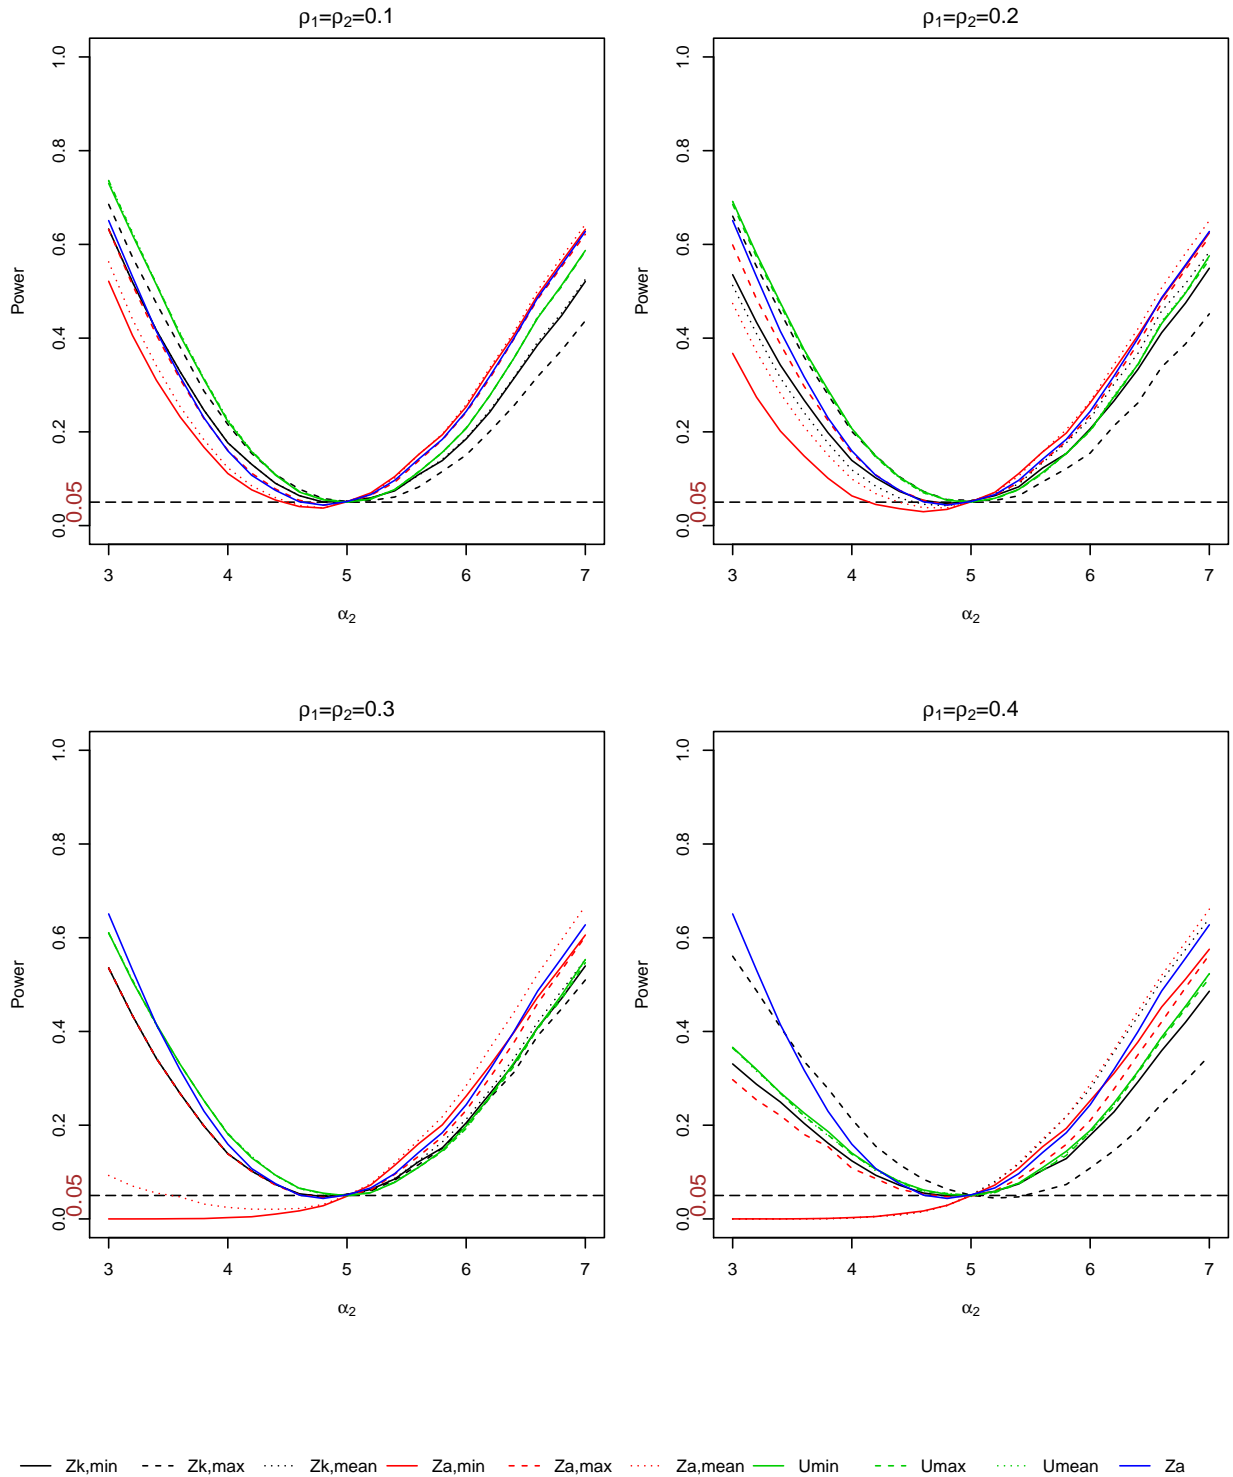 ρ1=ρ2=0.1
ρ1=ρ2=0.2
1.0
0.8
0.6
0.4
0.2
0.0
0.05
Power
3 4 5 6 7
α2
1.0
0.8
0.6
0.4
0.2
0.0
0.05
Power
3 4 5 6 7
α2
ρ1=ρ2=0.3
ρ1=ρ2=0.4
1.0
0.8
0.6
0.4
0.2
0.0
0.05
Power
3 4 5 6 7
α2
1.0
0.8
0.6
0.4
0.2
0.0
0.05
Power
3 4 5 6 7
α2
Zk,min Zk,max Zk,mean Za,min Za,max Za,mean Umin Umax Umean Za